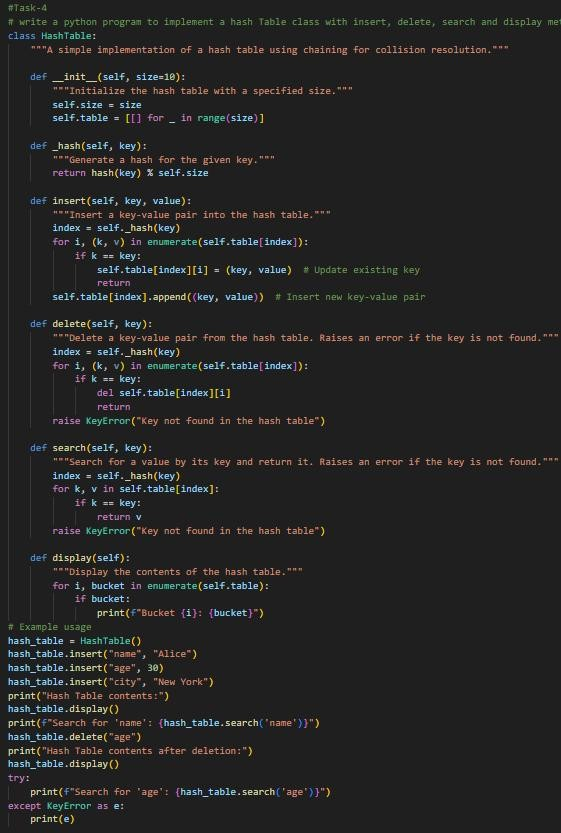 #Task-4
# write a python program to implement a hash Table class with insert, delete, search and display
class HashTable:
    """A simple implementation of a hash table using chaining for collision resolution."""

    def __init__(self, size=10):
        """Initialize the hash table with a specified size."""
        self.size = size
        self.table = [[] for _ in range(size)]

    def _hash(self, key):
        """Generate a hash for the given key."""
        return hash(key) % self.size

    def insert(self, key, value):
        """Insert a key-value pair into the hash table."""
        index = self._hash(key)
        for i, (k, v) in enumerate(self.table[index]):
            if k == key:
                self.table[index][i] = (key, value)  # Update existing key
                return
        self.table[index].append((key, value))  # Insert new key-value pair

    def delete(self, key):
        """Delete a key-value pair from the hash table. Raises an error if the key is not found."""
        index = self._hash(key)
        for i, (k, v) in enumerate(self.table[index]):
            if k == key:
                del self.table[index][i]
                return
        raise KeyError("Key not found in the hash table")

    def search(self, key):
        """Search for a value by its key and return it. Raises an error if the key is not found."""
        index = self._hash(key)
        for k, v in self.table[index]:
            if k == key:
                return v
        raise KeyError("Key not found in the hash table")

    def display(self):
        """Display the contents of the hash table."""
        for i, bucket in enumerate(self.table):
            if bucket:
                print(f"Bucket {i}: {bucket}")
# Example usage
hash_table = HashTable()
hash_table.insert("name", "Alice")
hash_table.insert("age", 30)
hash_table.insert("city", "New York")
print("Hash Table contents:")
hash_table.display()
print(f"Search for 'name': {hash_table.search('name')}")
hash_table.delete("age")
print("Hash Table contents after deletion:")
hash_table.display()
try:
    print(f"Search for 'age': {hash_table.search('age')}")
except KeyError as e:
    print(e)